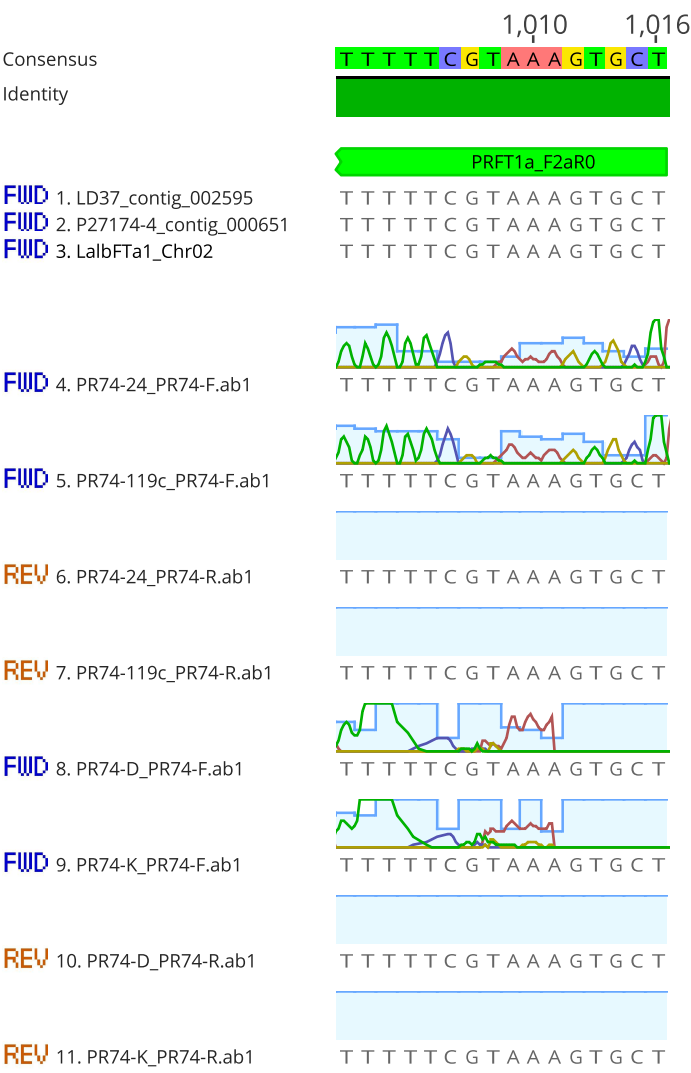 1,010 1,016
Consensus T T T T T C G T A A A G T G C T
Identity
PRFT1a_F2aR0
FWD 1. LD37_contig_002595 T T T T T C G T A A A G T G C T
FWD 2. P27174-4_contig_000651 T T T T T C G T A A A G T G C T
FWD 3. LalbFTa1_Chr02 T T T T T C G T A A A G T G C T
FWD 4. PR74-24_PR74-F.ab1 T T T T T C G T A A A G T G C T
FWD 5. PR74-119c_PR74-F.ab1 T T T T T C G T A A A G T G C T
REV 6. PR74-24_PR74-R.ab1 T T T T T C G T A A A G T G C T
REV 7. PR74-119c_PR74-R.ab1 T T T T T C G T A A A G T G C T
FWD 8. PR74-D_PR74-F.ab1 T T T T T C G T A A A G T G C T
FWD 9. PR74-K_PR74-F.ab1 T T T T T C G T A A A G T G C T
REV 10. PR74-D_PR74-R.ab1 T T T T T C G T A A A G T G C T
REV 11. PR74-K_PR74-R.ab1 T T T T T C G T A A A G T G C T